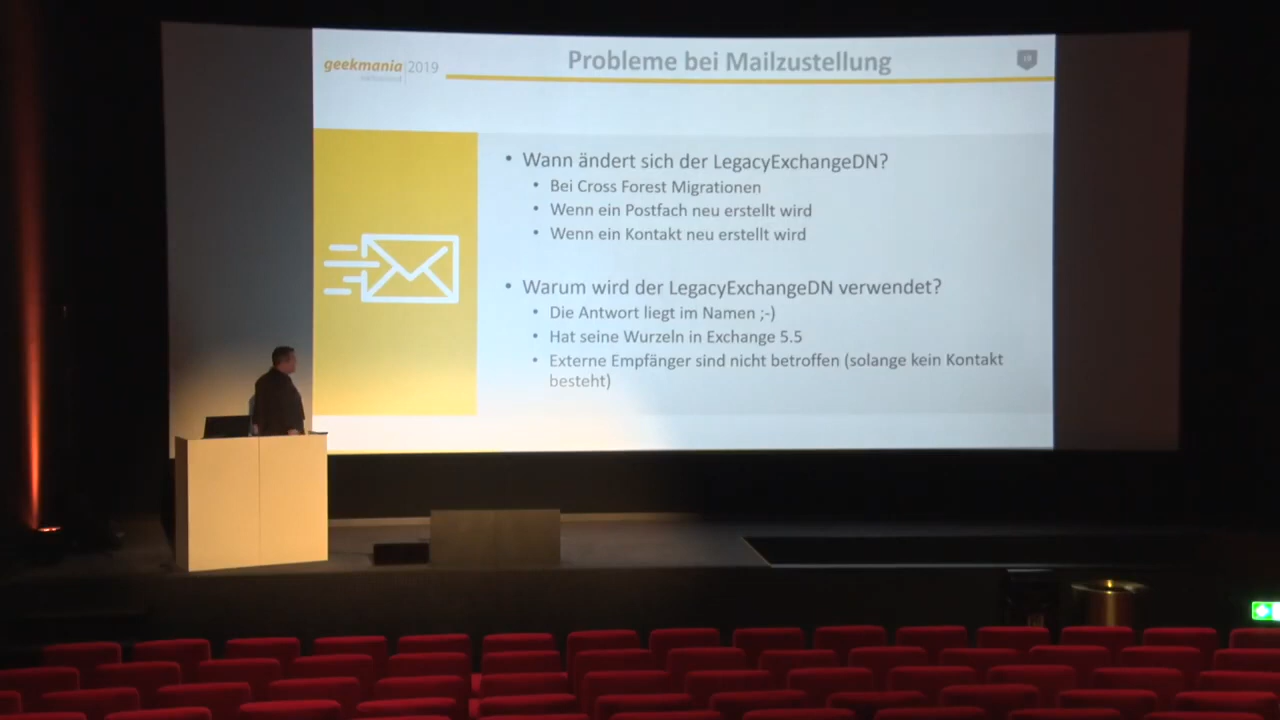 geekmania 2019
Probleme bei Mailzustellung
• Wann ändert sich der LegacyExchangeDN?
• Bei Cross Forest Migrationen
• Wenn ein Postfach neu erstellt wird
• Wenn ein Kontakt neu erstellt wird
• Warum wird der LegacyExchangeDN verwendet?
• Die Antwort liegt im Namen ;-)
• Hat seine Wurzeln in Exchange 5.5
• Externe Empfänger sind nicht betroffen (solange kein Kontakt
besteht)